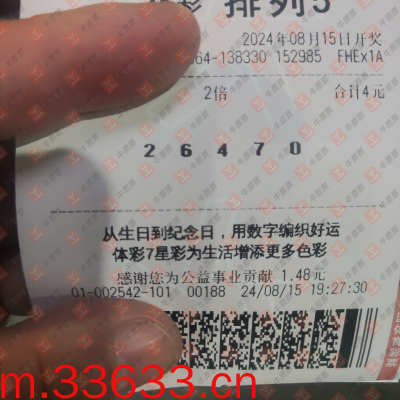 排列5
2024年08月15日开奖
64-138330 152985 FHEx1A
2倍 合计4元
2 6 4 7 0
从生日到纪念日，用数字编织好运
体彩7星彩为生活增添更多色彩
感谢您为公益事业贡献 1.48元
01-002542-101 00188 24/08/15 19:27:30
m.33633.cn